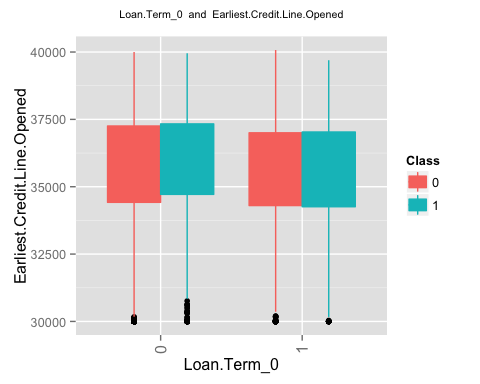 Loan.Term_0 and Earliest.Credit.Line.Opened
Earliest.Credit.Line.Opened
40000
37500
35000
32500
30000
0
1
Loan.Term_0
Class
0
1